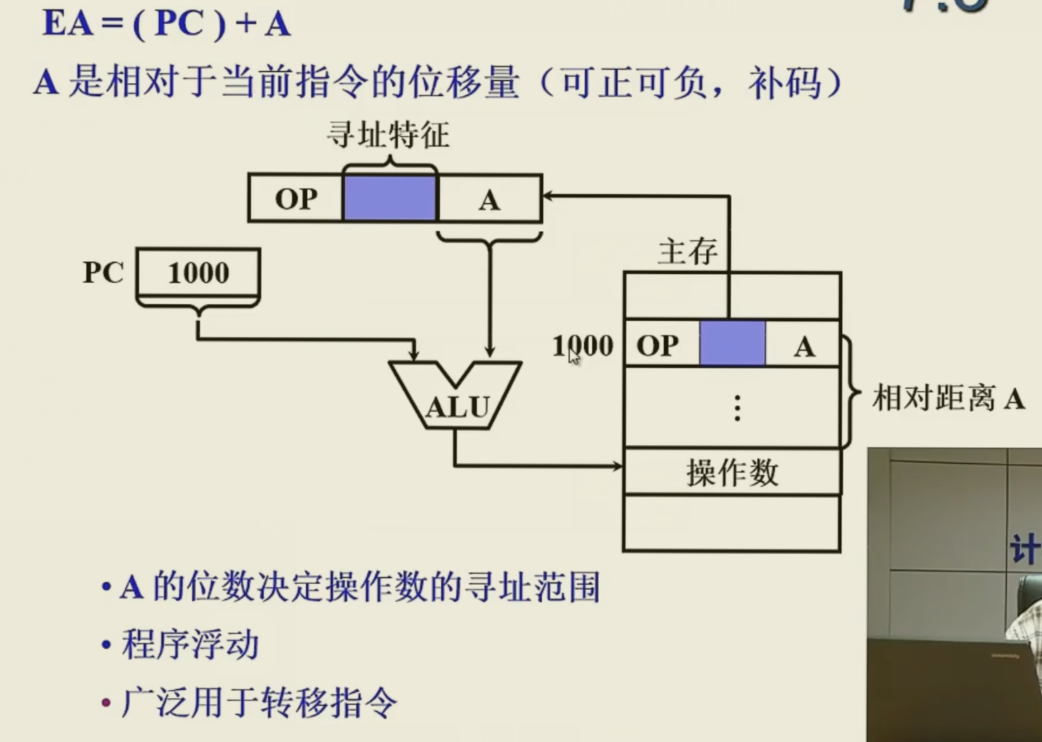 EA = ( PC ) + A
A 是相对于当前指令的位移量（可正可负，补码）
寻址特征
OP A
主存
PC 1000
1000 OP A
相对距离 A
ALU
⋮
操作数
计
• A 的位数决定操作数的寻址范围
• 程序浮动
• 广泛用于转移指令